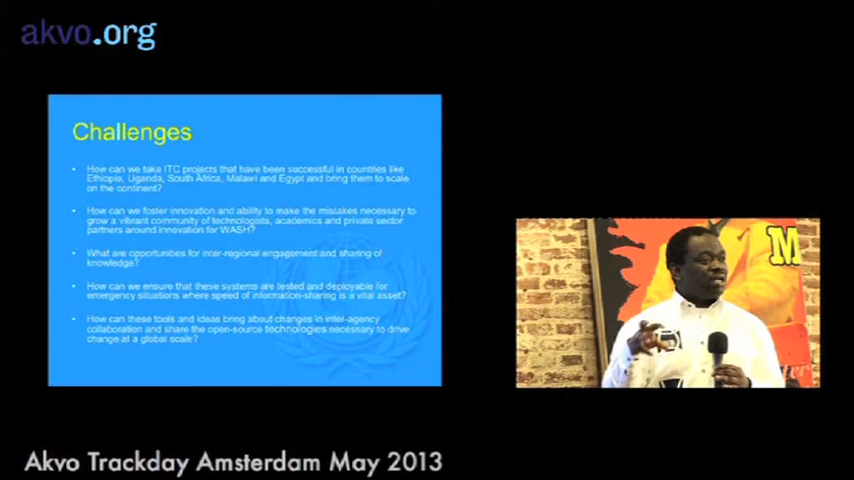 akvo.org
Challenges
• How can we take ITC projects that have been successful in countries like
Ethiopia, Uganda, South Africa, Malawi and Egypt and bring them to scale
on the continent?
• How can we foster innovation and ability to make the mistakes necessary to
grow a vibrant community of technologists, academics and private sector
partners around innovation for WASH?
• What are opportunities for inter-regional engagement and sharing of
knowledge?
• How can we ensure that these systems are tested and deployable for
emergency situations where speed of information-sharing is a vital asset?
• How can these tools and ideas bring about changes in inter-agency
collaboration and share the open-source technologies necessary to drive
change at a global scale?
M
Akvo Trackday Amsterdam May 2013